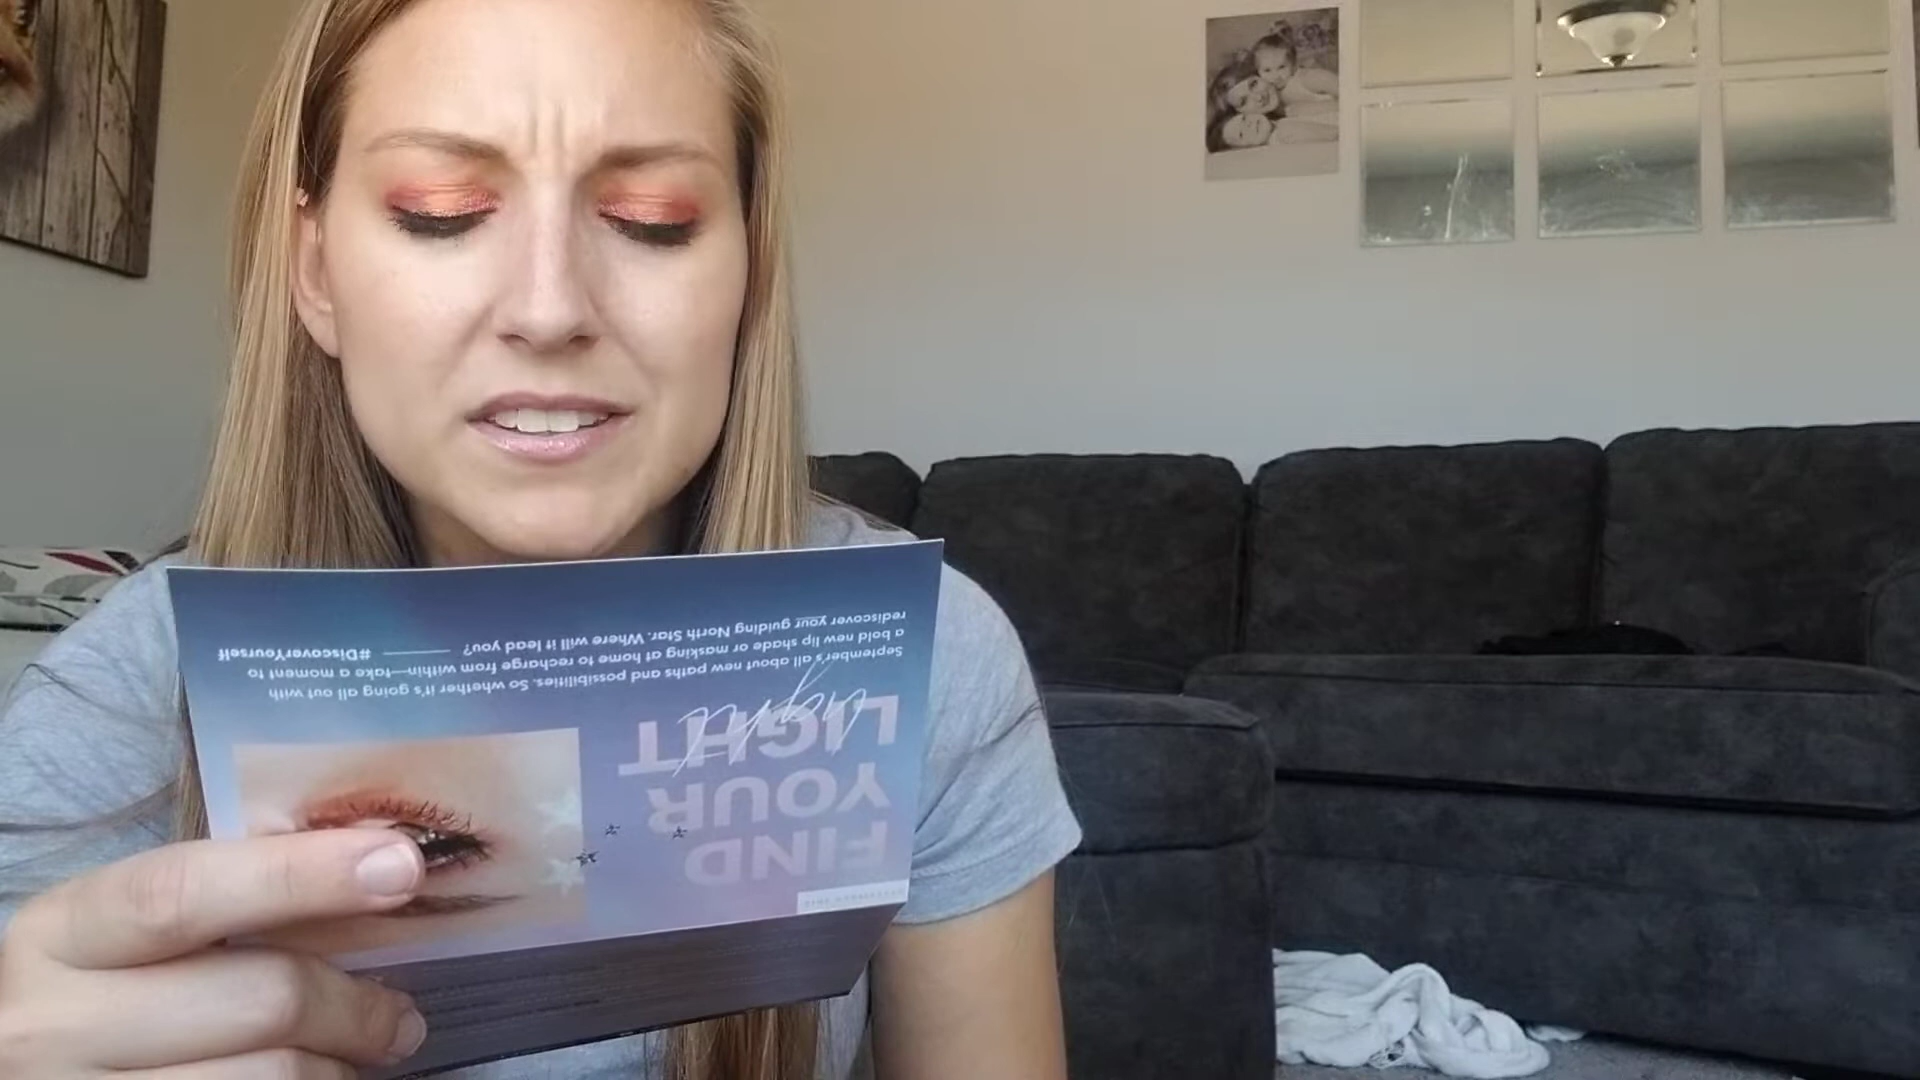 FIND
YOUR
LIGHT
light
September's all about new paths and possibilities. So whether it's going all out with
a bold new lip shade or masking at home to recharge from within—take a moment to
rediscover your guiding North Star. Where will it lead you? #DiscoverYourself